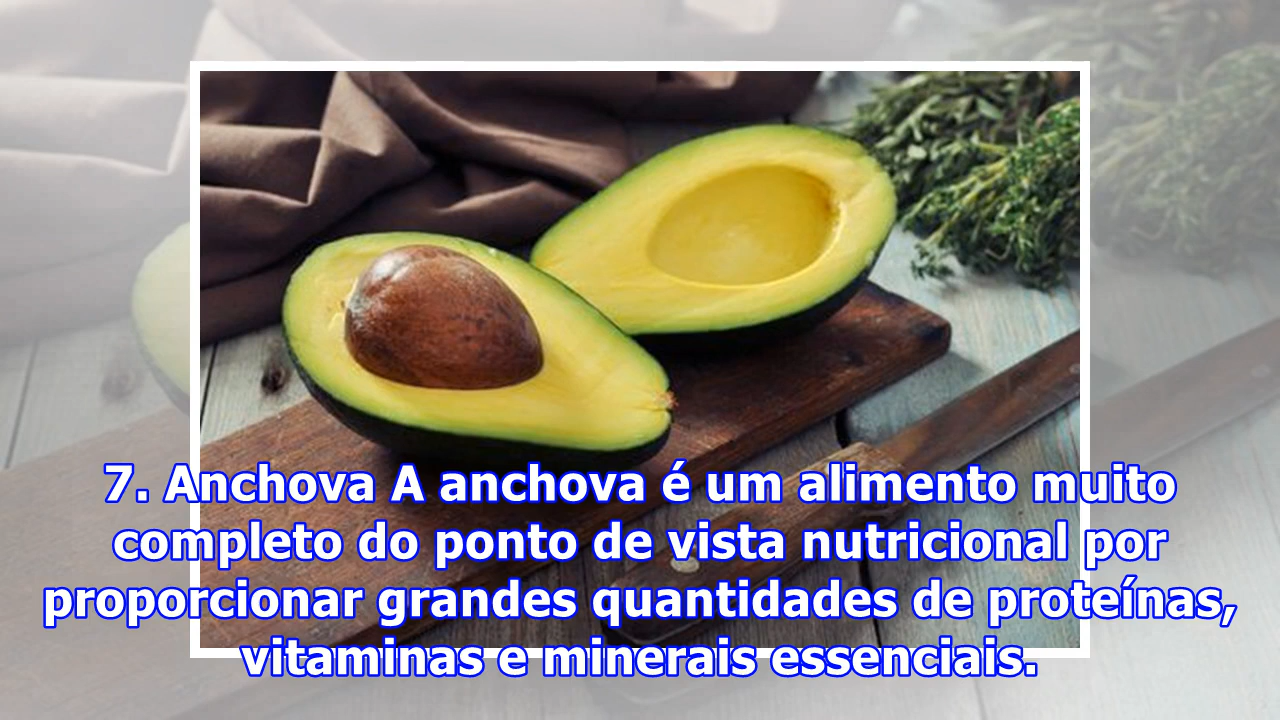 7. Anchova A anchova é um alimento muito
completo do ponto de vista nutricional por
proporcionar grandes quantidades de proteínas,
vitaminas e minerais essenciais.